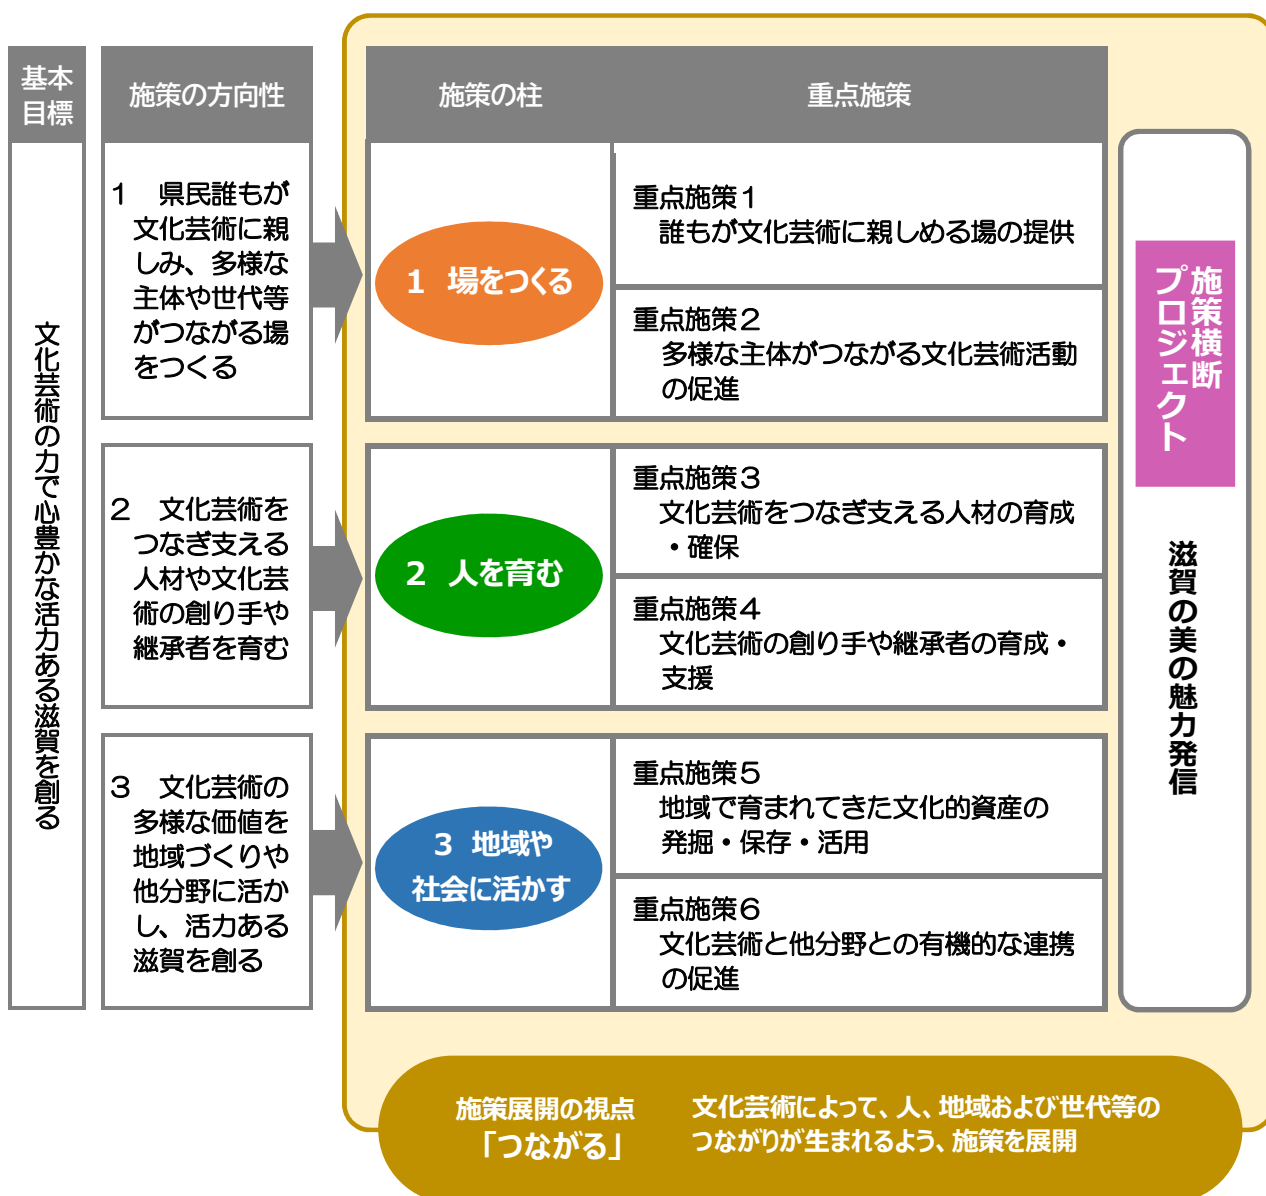 基本
目標
施策の方向性
施策の柱
重点施策
文化芸術の力で心豊かな活力ある滋賀を創る
1　県民誰もが
文化芸術に親
しみ、多様な
主体や世代等
がつながる場
をつくる
1　場をつくる
重点施策１
誰もが文化芸術に親しめる場の提供
重点施策２
多様な主体がつながる文化芸術活動
の促進
２　文化芸術を
つなぎ支える
人材や文化芸
術の創り手や
継承者を育む
2　人を育む
重点施策３
文化芸術をつなぎ支える人材の育成
・確保
重点施策４
文化芸術の創り手や継承者の育成・
支援
３　文化芸術の
多様な価値を
地域づくりや
他分野に活か
し、活力ある
滋賀を創る
3　地域や
社会に活かす
重点施策５
地域で育まれてきた文化的資産の
発掘・保存・活用
重点施策６
文化芸術と他分野との有機的な連携
の促進
施策横断
プロジェクト
滋賀の美の魅力発信
施策展開の視点
「つながる」
文化芸術によって、人、地域および世代等の
つながりが生まれるよう、施策を展開